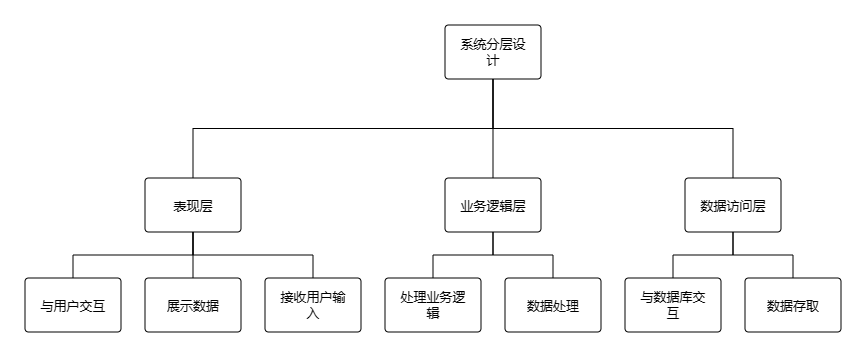 系统分层设
计
表现层
业务逻辑层
数据访问层
与用户交互
展示数据
接收用户输
入
处理业务逻
辑
数据处理
与数据库交
互
数据存取